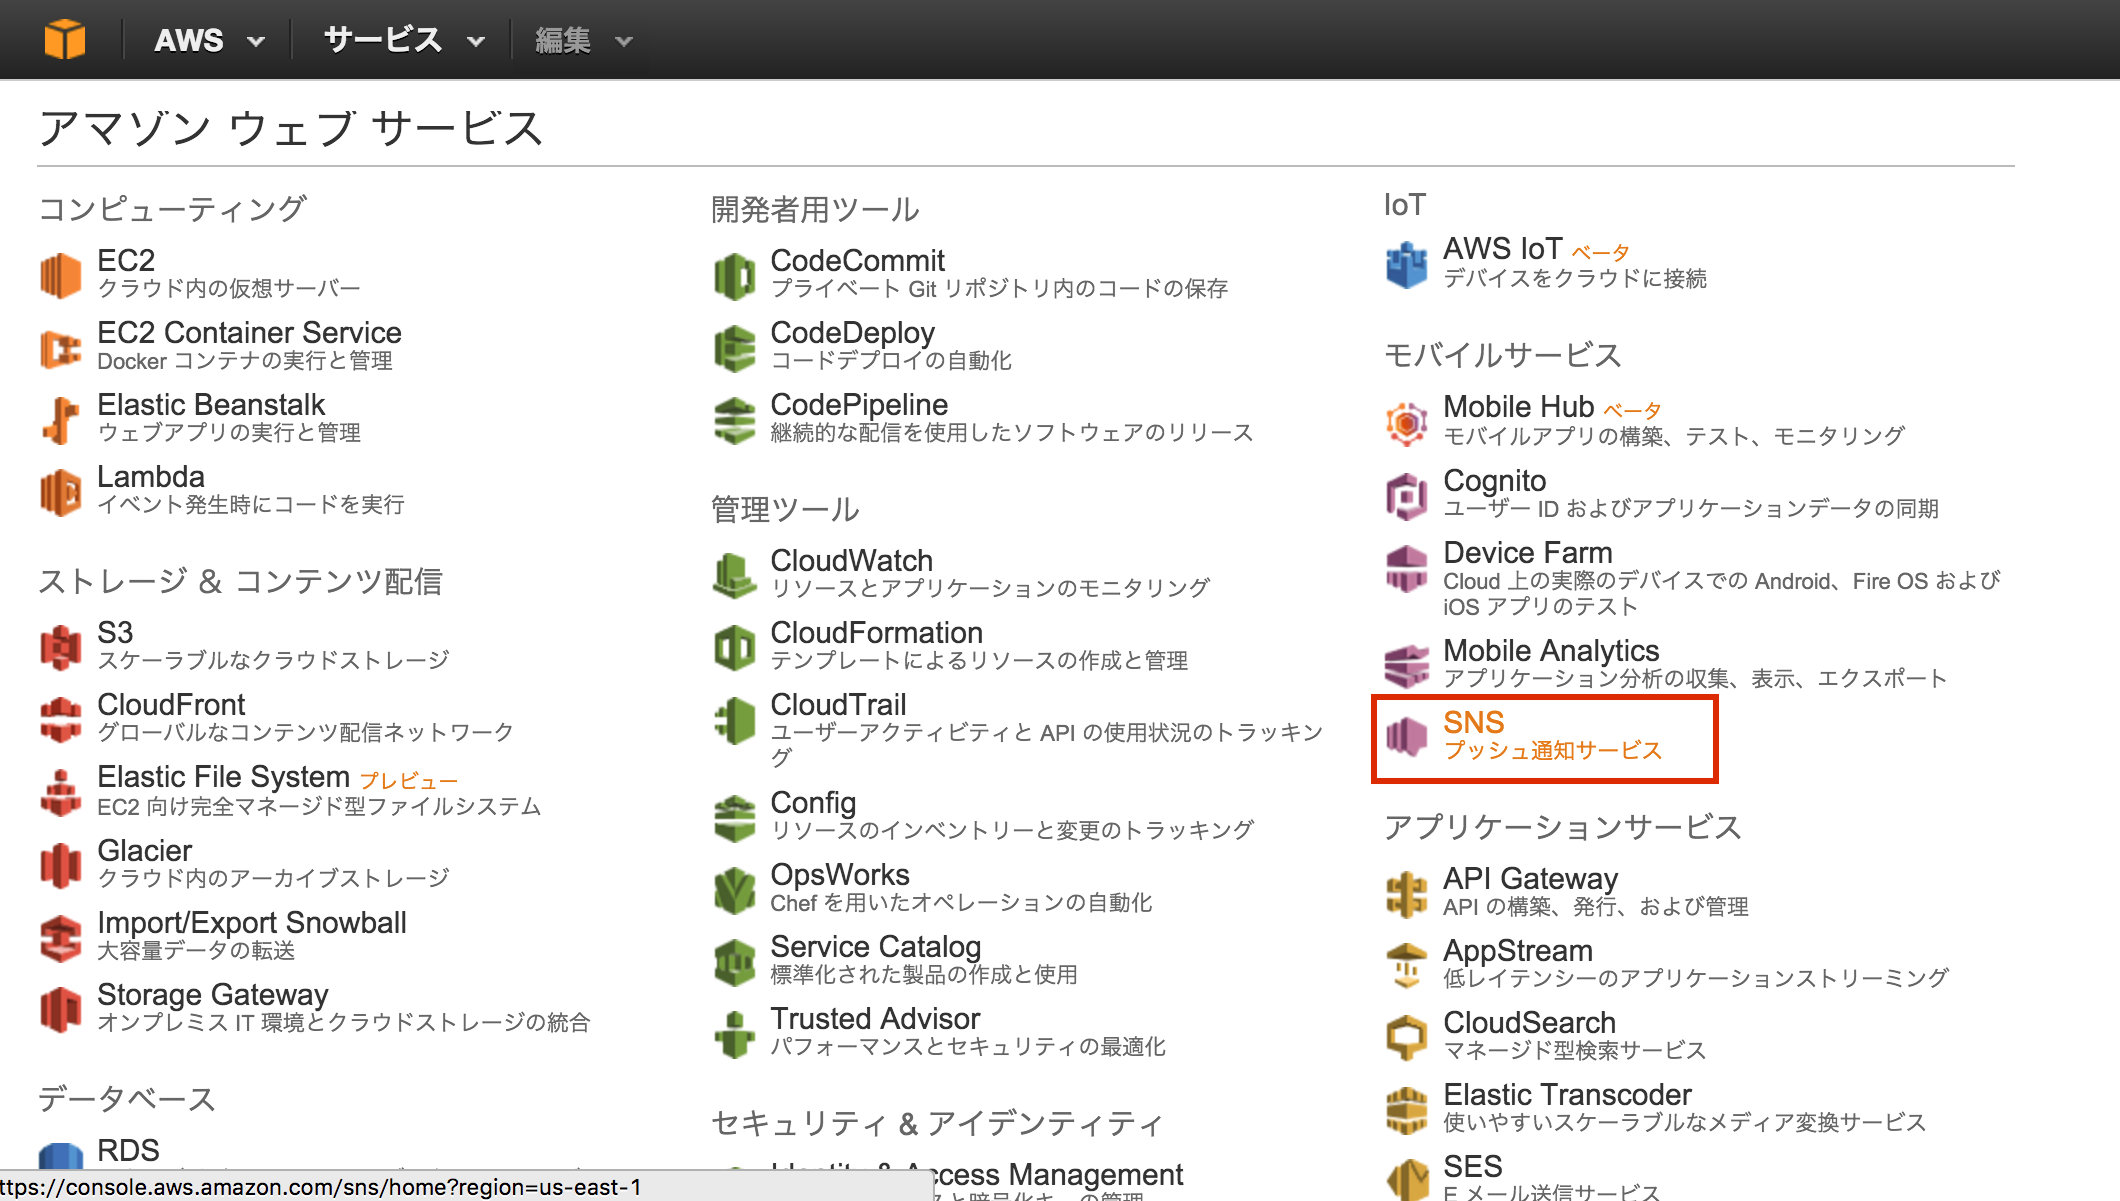 AWS サービス 編集
アマゾン ウェブ サービス
コンピューティング
EC2
クラウド内の仮想サーバー
EC2 Container Service
Docker コンテナの実行と管理
Elastic Beanstalk
ウェブアプリの実行と管理
Lambda
イベント発生時にコードを実行
ストレージ & コンテンツ配信
S3
スケーラブルなクラウドストレージ
CloudFront
グローバルなコンテンツ配信ネットワーク
Elastic File System プレビュー
EC2 向け完全マネージド型ファイルシステム
Glacier
クラウド内のアーカイブストレージ
Import/Export Snowball
大容量データの転送
Storage Gateway
オンプレミス IT 環境とクラウドストレージの統合
データベース
RDS
開発者用ツール
CodeCommit
プライベート Git リポジトリ内のコードの保存
CodeDeploy
コードデプロイの自動化
CodePipeline
継続的な配信を使用したソフトウェアのリリース
管理ツール
CloudWatch
リソースとアプリケーションのモニタリング
CloudFormation
テンプレートによるリソースの作成と管理
CloudTrail
ユーザーアクティビティと API の使用状況のトラッキン
グ
Config
リソースのインベントリーと変更のトラッキング
OpsWorks
Chef を用いたオペレーションの自動化
Service Catalog
標準化された製品の作成と使用
Trusted Advisor
パフォーマンスとセキュリティの最適化
セキュリティ & アイデンティティ
Identity & Access Management
IoT
AWS IoT ベータ
デバイスをクラウドに接続
モバイルサービス
Mobile Hub ベータ
モバイルアプリの構築、テスト、モニタリング
Cognito
ユーザー ID およびアプリケーションデータの同期
Device Farm
Cloud 上の実際のデバイスでの Android、Fire OS および
iOS アプリのテスト
Mobile Analytics
アプリケーション分析の収集、表示、エクスポート
SNS
プッシュ通知サービス
アプリケーションサービス
API Gateway
API の構築、発行、および管理
AppStream
低レイテンシーのアプリケーションストリーミング
CloudSearch
マネージド型検索サービス
Elastic Transcoder
使いやすいスケーラブルなメディア変換サービス
SES
E メール送信サービス
ttps://console.aws.amazon.com/sns/home?region=us-east-1